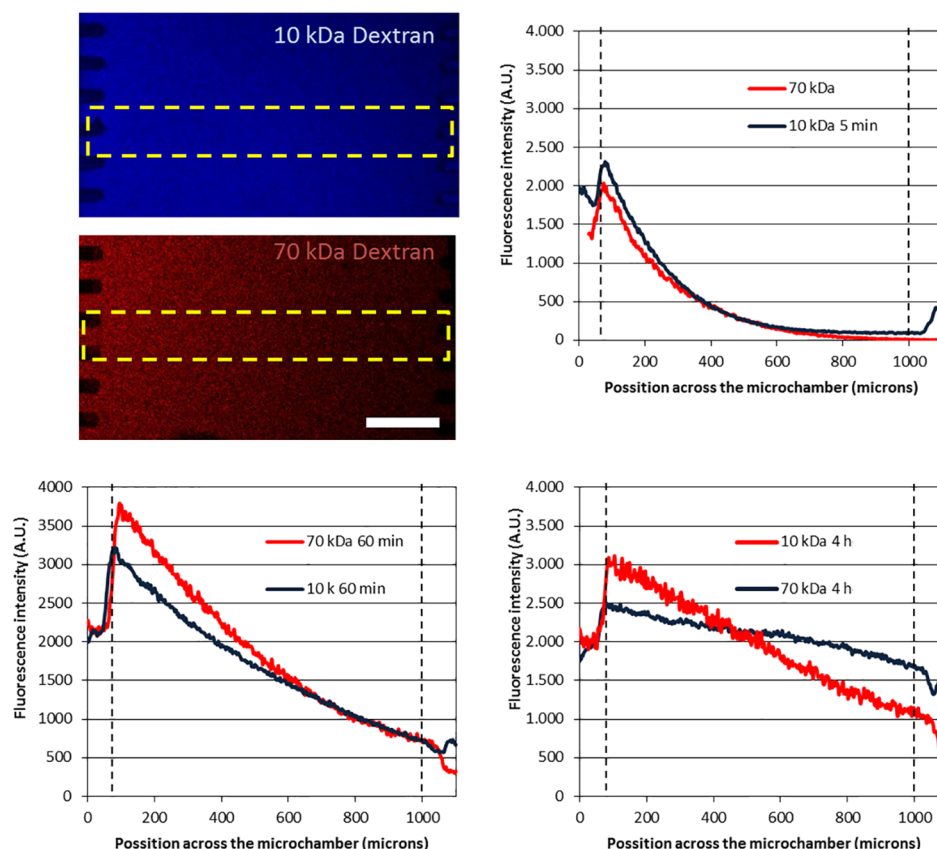 10 kDa Dextran
70 kDa Dextran
4.000
3.500
3.000
2.500
2.000
1.500
1.000
500
0
Fluorescence intensity (A.U.)
70 kDa
10 kDa 5 min
0 200 400 600 800 1000
Possition across the microchamber (microns)
4000
3500
3000
2500
2000
1500
1000
500
0
Fluorescence intensity (A.U.)
70 kDa 60 min
10 k 60 min
0 200 400 600 800 1000
Possition across the microchamber (microns)
4.000
3.500
3.000
2.500
2.000
1.500
1.000
500
0
Fluorescence intensity (A.U.)
10 kDa 4 h
70 kDa 4 h
0 200 400 600 800 1000
Possition across the microchamber (microns)